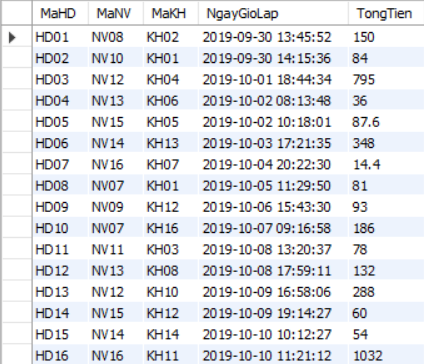 MaHD MaNV MaKH NgayGioLap TongTien
HD01 NV08 KH02 2019-09-30 13:45:52 150
HD02 NV10 KH01 2019-09-30 14:15:36 84
HD03 NV12 KH04 2019-10-01 18:44:34 795
HD04 NV13 KH06 2019-10-02 08:13:48 36
HD05 NV15 KH05 2019-10-02 10:18:01 87.6
HD06 NV14 KH13 2019-10-03 17:21:35 348
HD07 NV16 KH07 2019-10-04 20:22:30 14.4
HD08 NV07 KH01 2019-10-05 11:29:50 81
HD09 NV09 KH12 2019-10-06 15:43:30 93
HD10 NV07 KH16 2019-10-07 09:16:58 186
HD11 NV11 KH03 2019-10-08 13:20:37 78
HD12 NV13 KH08 2019-10-08 17:59:11 132
HD13 NV12 KH10 2019-10-09 16:58:06 288
HD14 NV15 KH12 2019-10-09 19:14:27 60
HD15 NV14 KH14 2019-10-10 10:12:27 54
HD16 NV16 KH11 2019-10-10 11:21:12 1032